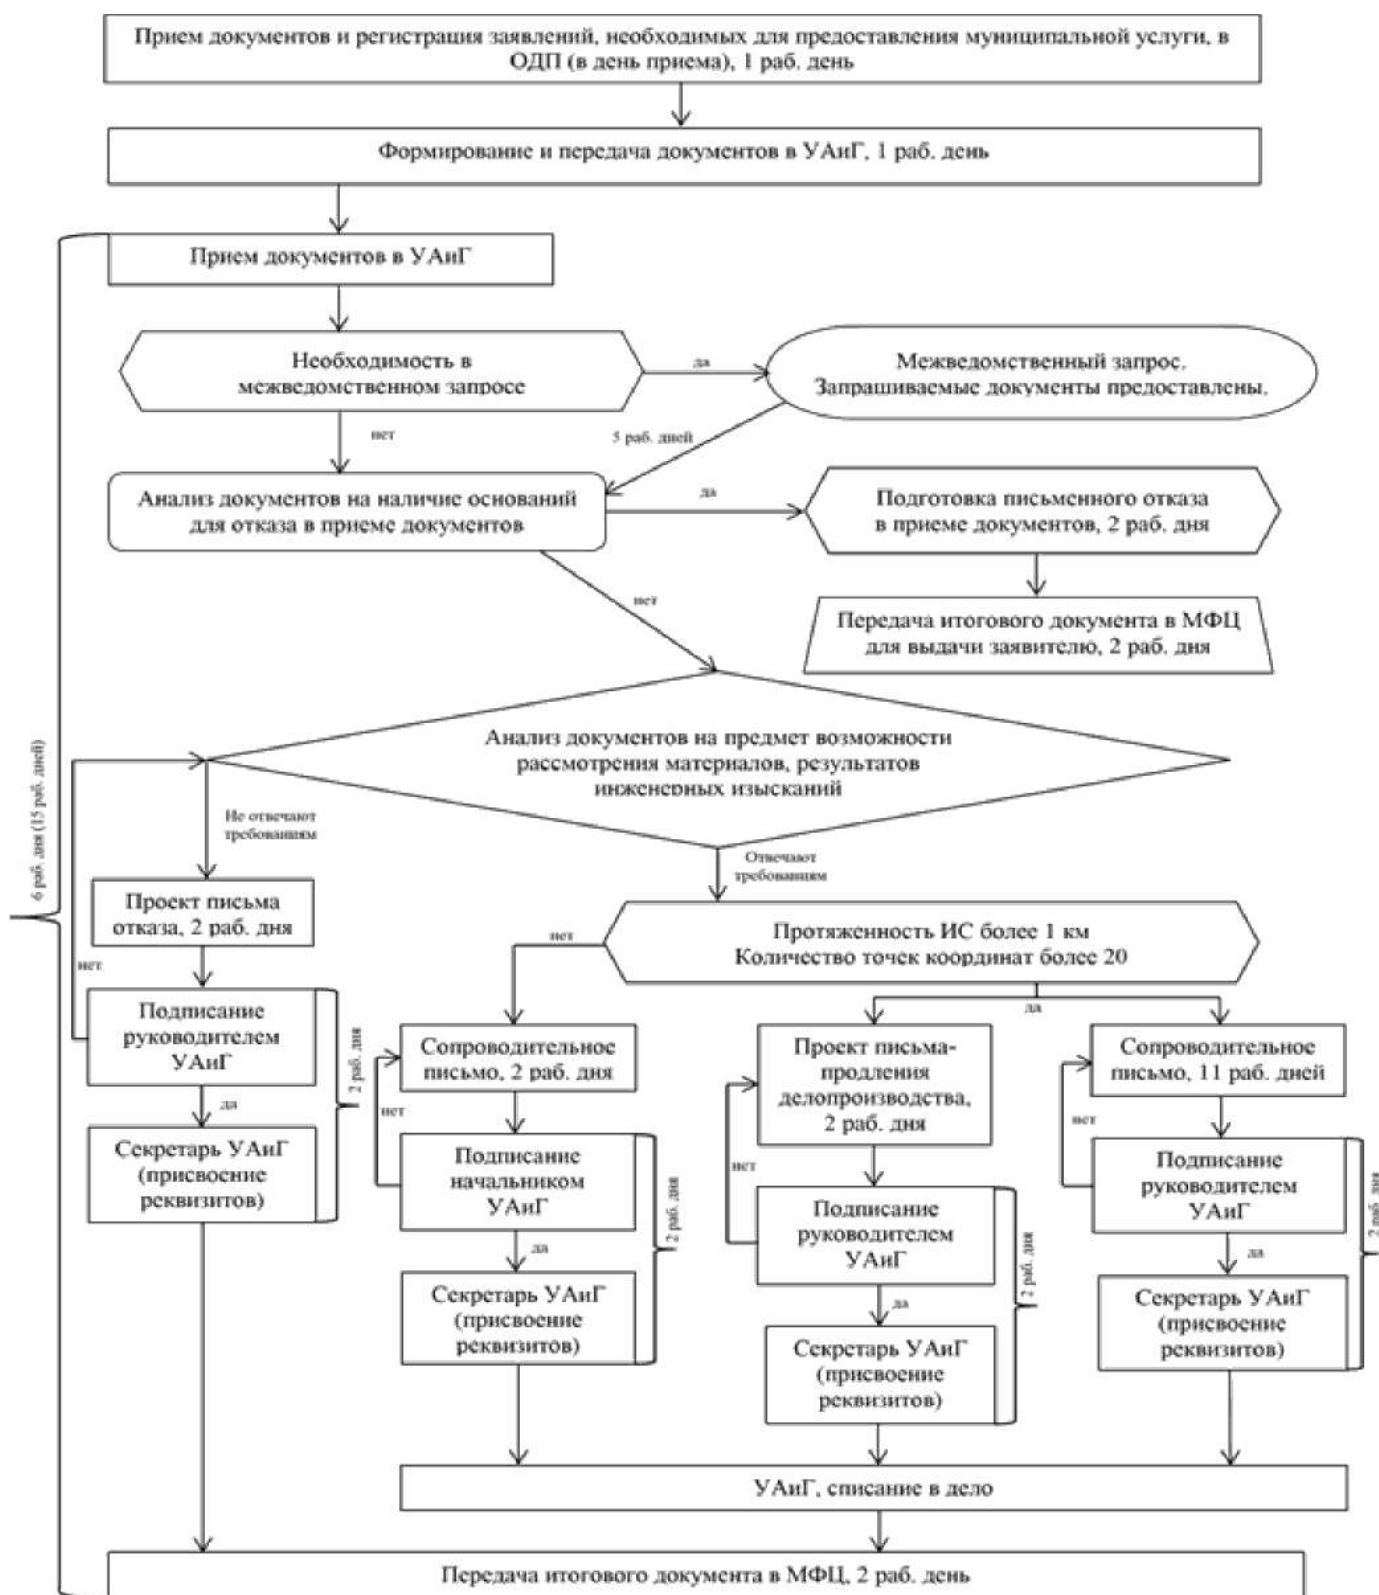 Прием документов и регистрация заявлений, необходимых для предоставления муниципальной услуги, в
ОДП (в день приема), 1 раб. день
Формирование и передача документов в УАиГ, 1 раб. день
Прием документов в УАиГ
Необходимость в
межведомственном запросе
да
Межведомственный запрос.
Запрашиваемые документы предоставлены.
нет
5 раб. дней
Анализ документов на наличие оснований
для отказа в приеме документов
да
Подготовка письменного отказа
в приеме документов, 2 раб. дня
нет
Передача итогового документа в МФЦ
для выдачи заявителю, 2 раб. дня
Анализ документов на предмет возможности
рассмотрения материалов, результатов
инженерных изысканий
6 раб. дня (15 раб. дней)
Не отвечают
требованиям
Отвечают
требованиям
Проект письма
отказа, 2 раб. дня
нет
Протяженность ИС более 1 км
Количество точек координат более 20
нет
да
Подписание
руководителем
УАиГ
2 раб. дня
да
Секретарь УАиГ
(присвоение
реквизитов)
Сопроводительное
письмо, 2 раб. дня
нет
Подписание
начальником
УАиГ
2 раб. дня
да
Секретарь УАиГ
(присвоение
реквизитов)
Проект письма-
продления
делопроизводства,
2 раб. дня
нет
Подписание
руководителем
УАиГ
2 раб. дня
да
Секретарь УАиГ
(присвоение
реквизитов)
Сопроводительное
письмо, 11 раб. дней
нет
Подписание
руководителем
УАиГ
2 раб. дня
да
Секретарь УАиГ
(присвоение
реквизитов)
УАиГ, списание в дело
Передача итогового документа в МФЦ, 2 раб. день